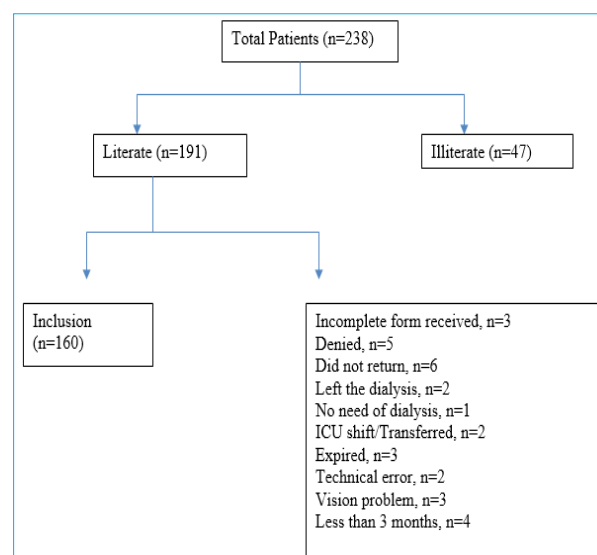 Total Patients (n=238)
Literate (n=191)
Illiterate (n=47)
Inclusion
(n=160)
Incomplete form received, n=3
Denied, n=5
Did not return, n=6
Left the dialysis, n=2
No need of dialysis, n=1
ICU shift/Transferred, n=2
Expired, n=3
Technical error, n=2
Vision problem, n=3
Less than 3 months, n=4